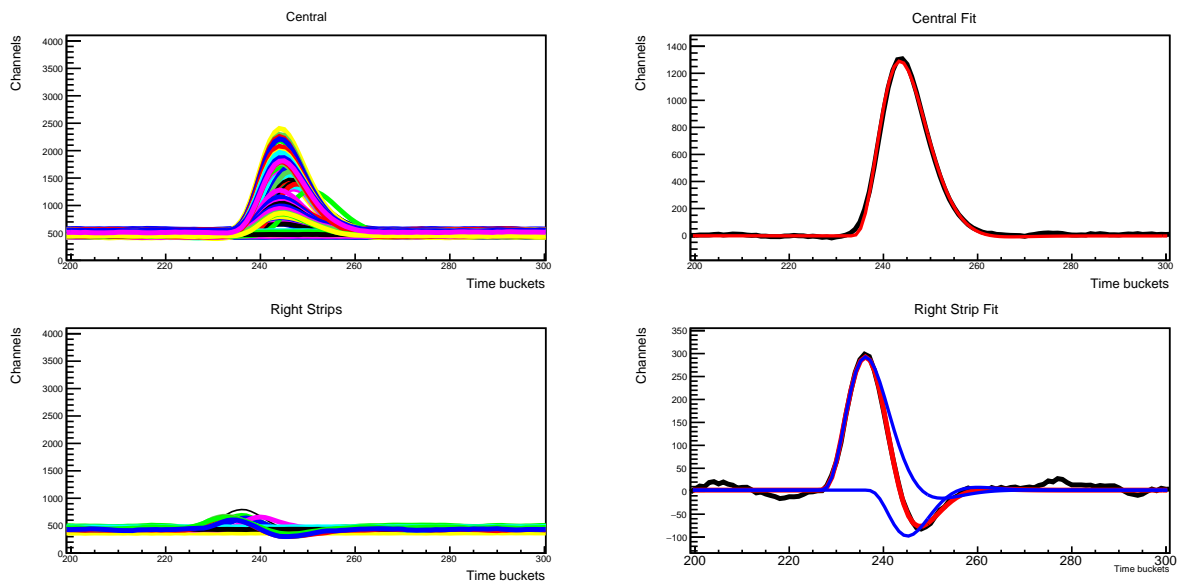 Central
Channels
4000
3500
3000
2500
2000
1500
1000
500
0
200 220 240 260 280 300
Time buckets
Central Fit
Channels
1400
1200
1000
800
600
400
200
0
200 220 240 260 280 300
Time buckets
Right Strips
Channels
4000
3500
3000
2500
2000
1500
1000
500
0
200 220 240 260 280 300
Time buckets
Right Strip Fit
Channels
350
300
250
200
150
100
50
0
−50
−100
200 220 240 260 280 300
Time buckets